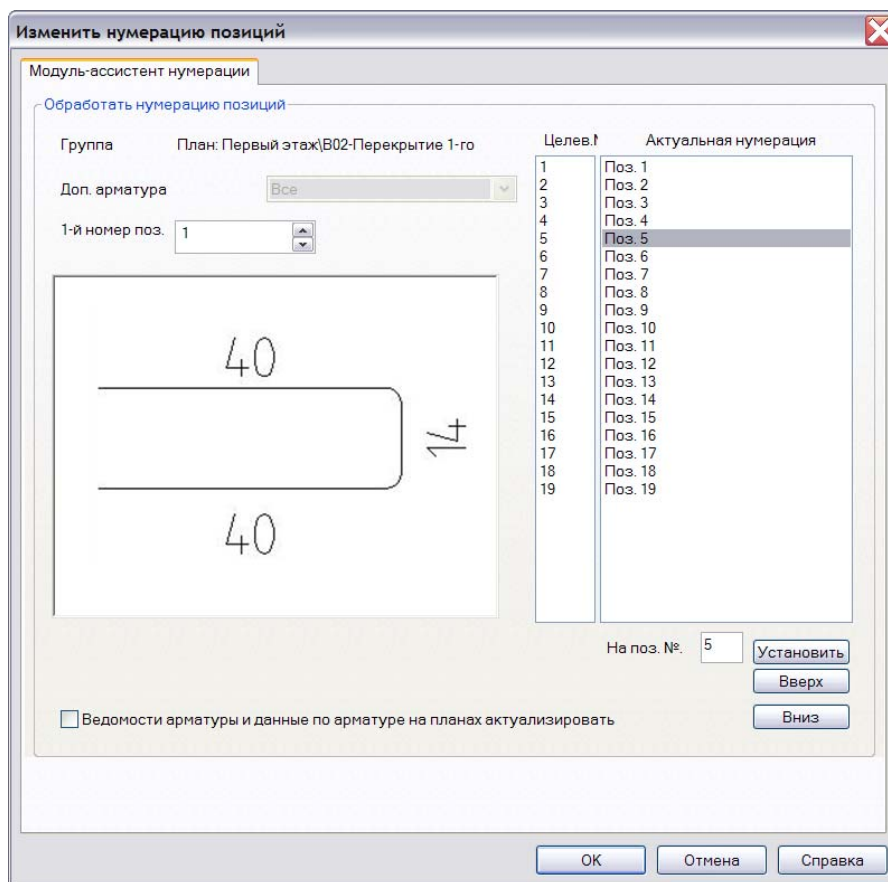 Изменить нумерацию позиций
Модуль-ассистент нумерации
Обработать нумерацию позиций
Группа План: Первый этаж\В02-Перекрытие 1-го
Доп. арматура Все
1-й номер поз. 1
40
14
40
Целев.№ Актуальная нумерация
1 Поз. 1
2 Поз. 2
3 Поз. 3
4 Поз. 4
5 Поз. 5
6 Поз. 6
7 Поз. 7
8 Поз. 8
9 Поз. 9
10 Поз. 10
11 Поз. 11
12 Поз. 12
13 Поз. 13
14 Поз. 14
15 Поз. 15
16 Поз. 16
17 Поз. 17
18 Поз. 18
19 Поз. 19
На поз. №. 5 Установить
Вверх
Ведомости арматуры и данные по арматуре на планах актуализировать Вниз
OK Отмена Справка